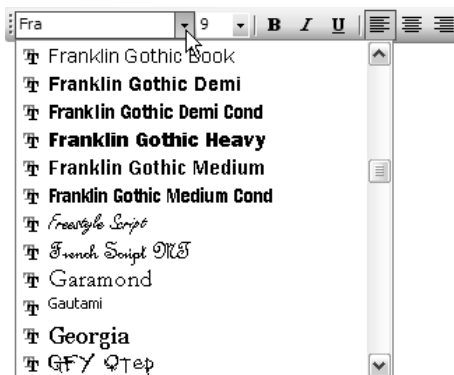 Fra 9 B I U
Franklin Gothic Book
Franklin Gothic Demi
Franklin Gothic Demi Cond
Franklin Gothic Heavy
Franklin Gothic Medium
Franklin Gothic Medium Cond
Freestyle Script
French Script MT
Garamond
Gautami
Georgia